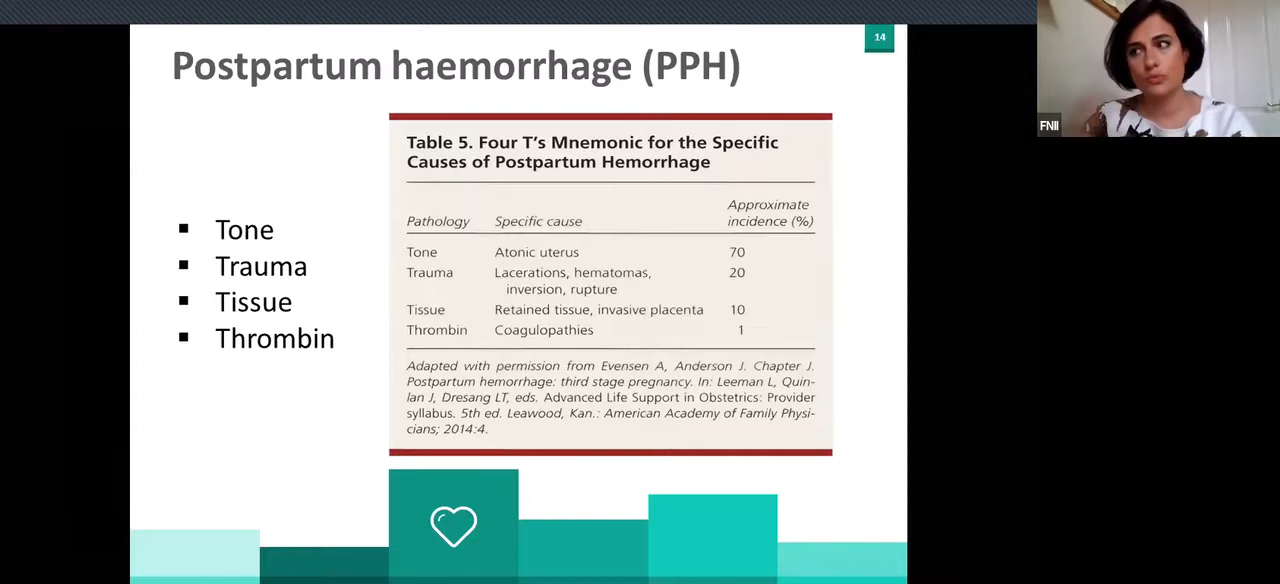 14
Postpartum haemorrhage (PPH)
FNII
▪ Tone
▪ Trauma
▪ Tissue
▪ Thrombin
Table 5. Four T's Mnemonic for the Specific
Causes of Postpartum Hemorrhage
Approximate
Pathology Specific cause incidence (%)
Tone Atonic uterus 70
Trauma Lacerations, hematomas, 20
inversion, rupture
Tissue Retained tissue, invasive placenta 10
Thrombin Coagulopathies 1
Adapted with permission from Evensen A, Anderson J. Chapter J.
Postpartum hemorrhage: third stage pregnancy. In: Leeman L, Quin-
lan J, Dresang LT, eds. Advanced Life Support in Obstetrics: Provider
syllabus. 5th ed. Leawood, Kan.: American Academy of Family Physi-
cians; 2014:4.